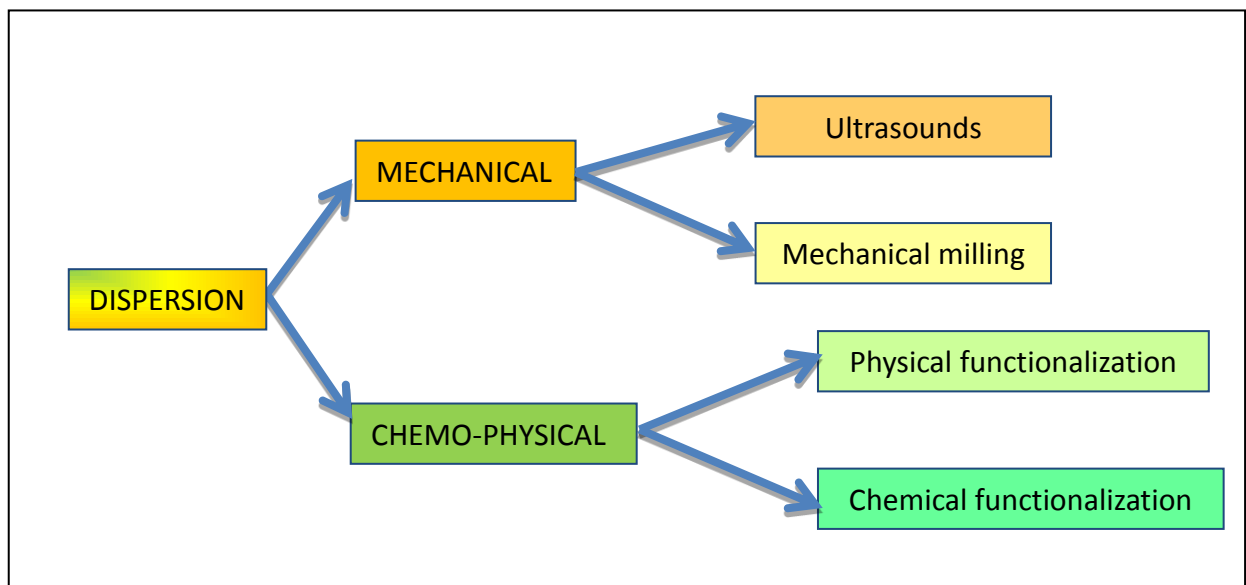 DISPERSION
MECHANICAL
Ultrasounds
Mechanical milling
CHEMO-PHYSICAL
Physical functionalization
Chemical functionalization